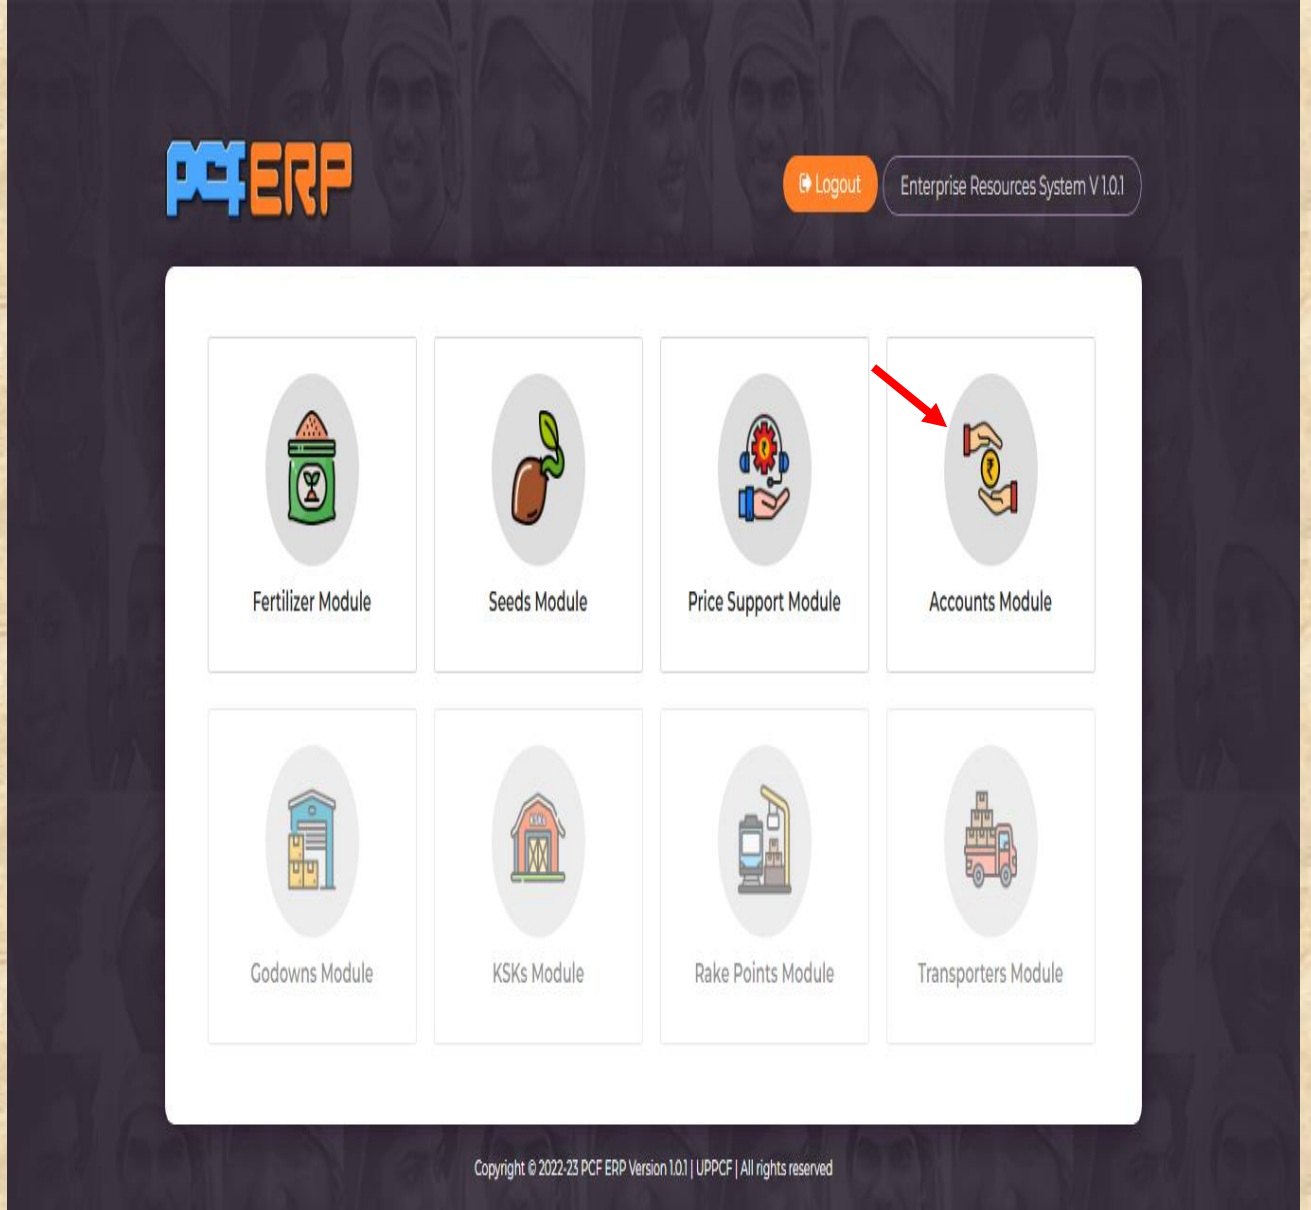 PCF ERP
Logout
Enterprise Resources System V 1.0.1
Fertilizer Module
Seeds Module
Price Support Module
Accounts Module
KSKs
Godowns Module
KSKs Module
Rake Points Module
Transporters Module
Copyright © 2022-23 PCF ERP Version 1.0.1 | UPPCF | All rights reserved